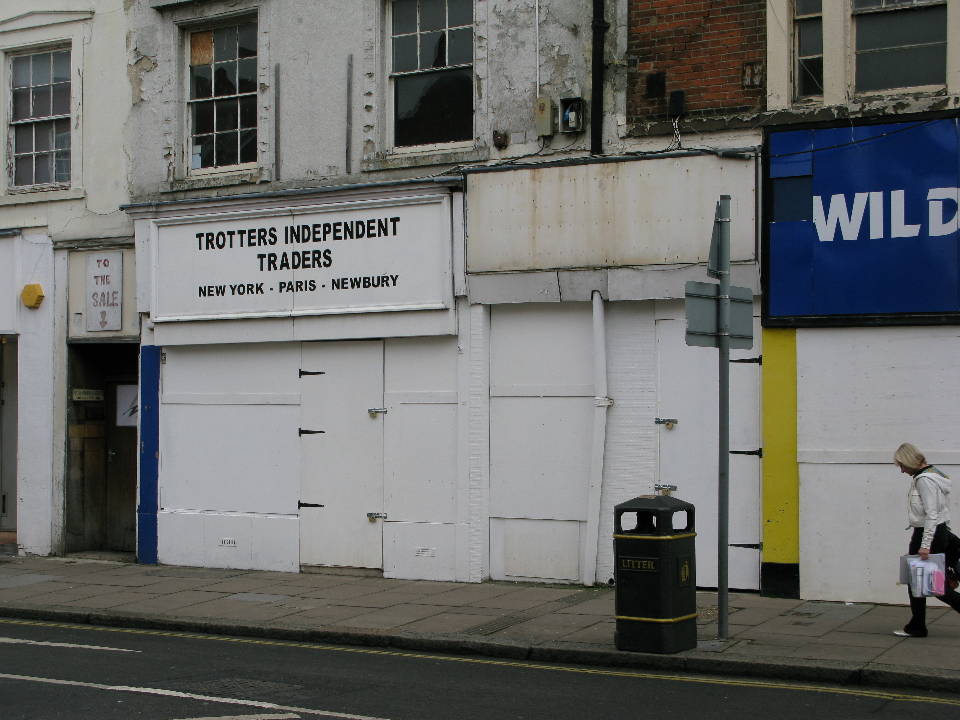 TO
THE
SALE
TROTTERS INDEPENDENT
TRADERS
NEW YORK - PARIS - NEWBURY
WILD
LITTER